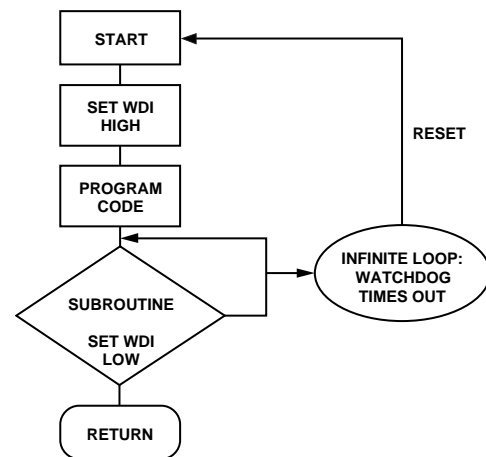 START
SET WDI
HIGH
RESET
PROGRAM
CODE
INFINITE LOOP:
WATCHDOG
TIMES OUT
SUBROUTINE
SET WDI
LOW
RETURN